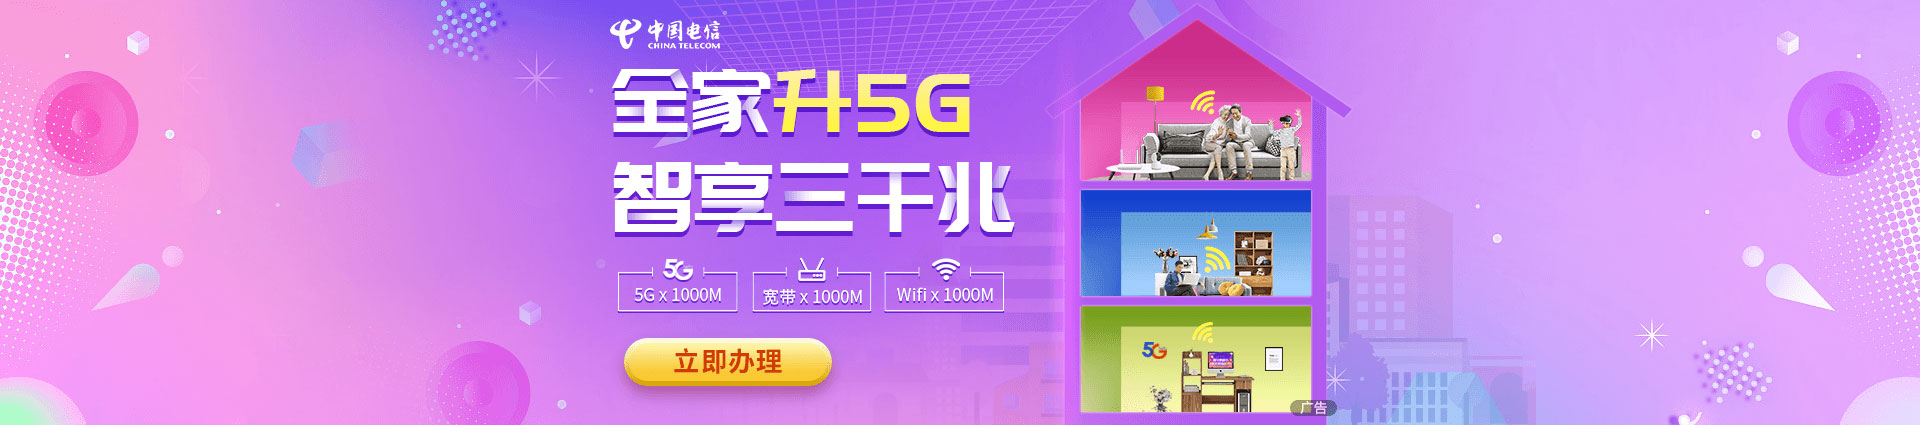 中国电信
CHINA TELECOM
全家升5G
智享三千兆
5G
5G x 1000M
宽带 x 1000M
Wifi x 1000M
立即办理
5G
广告